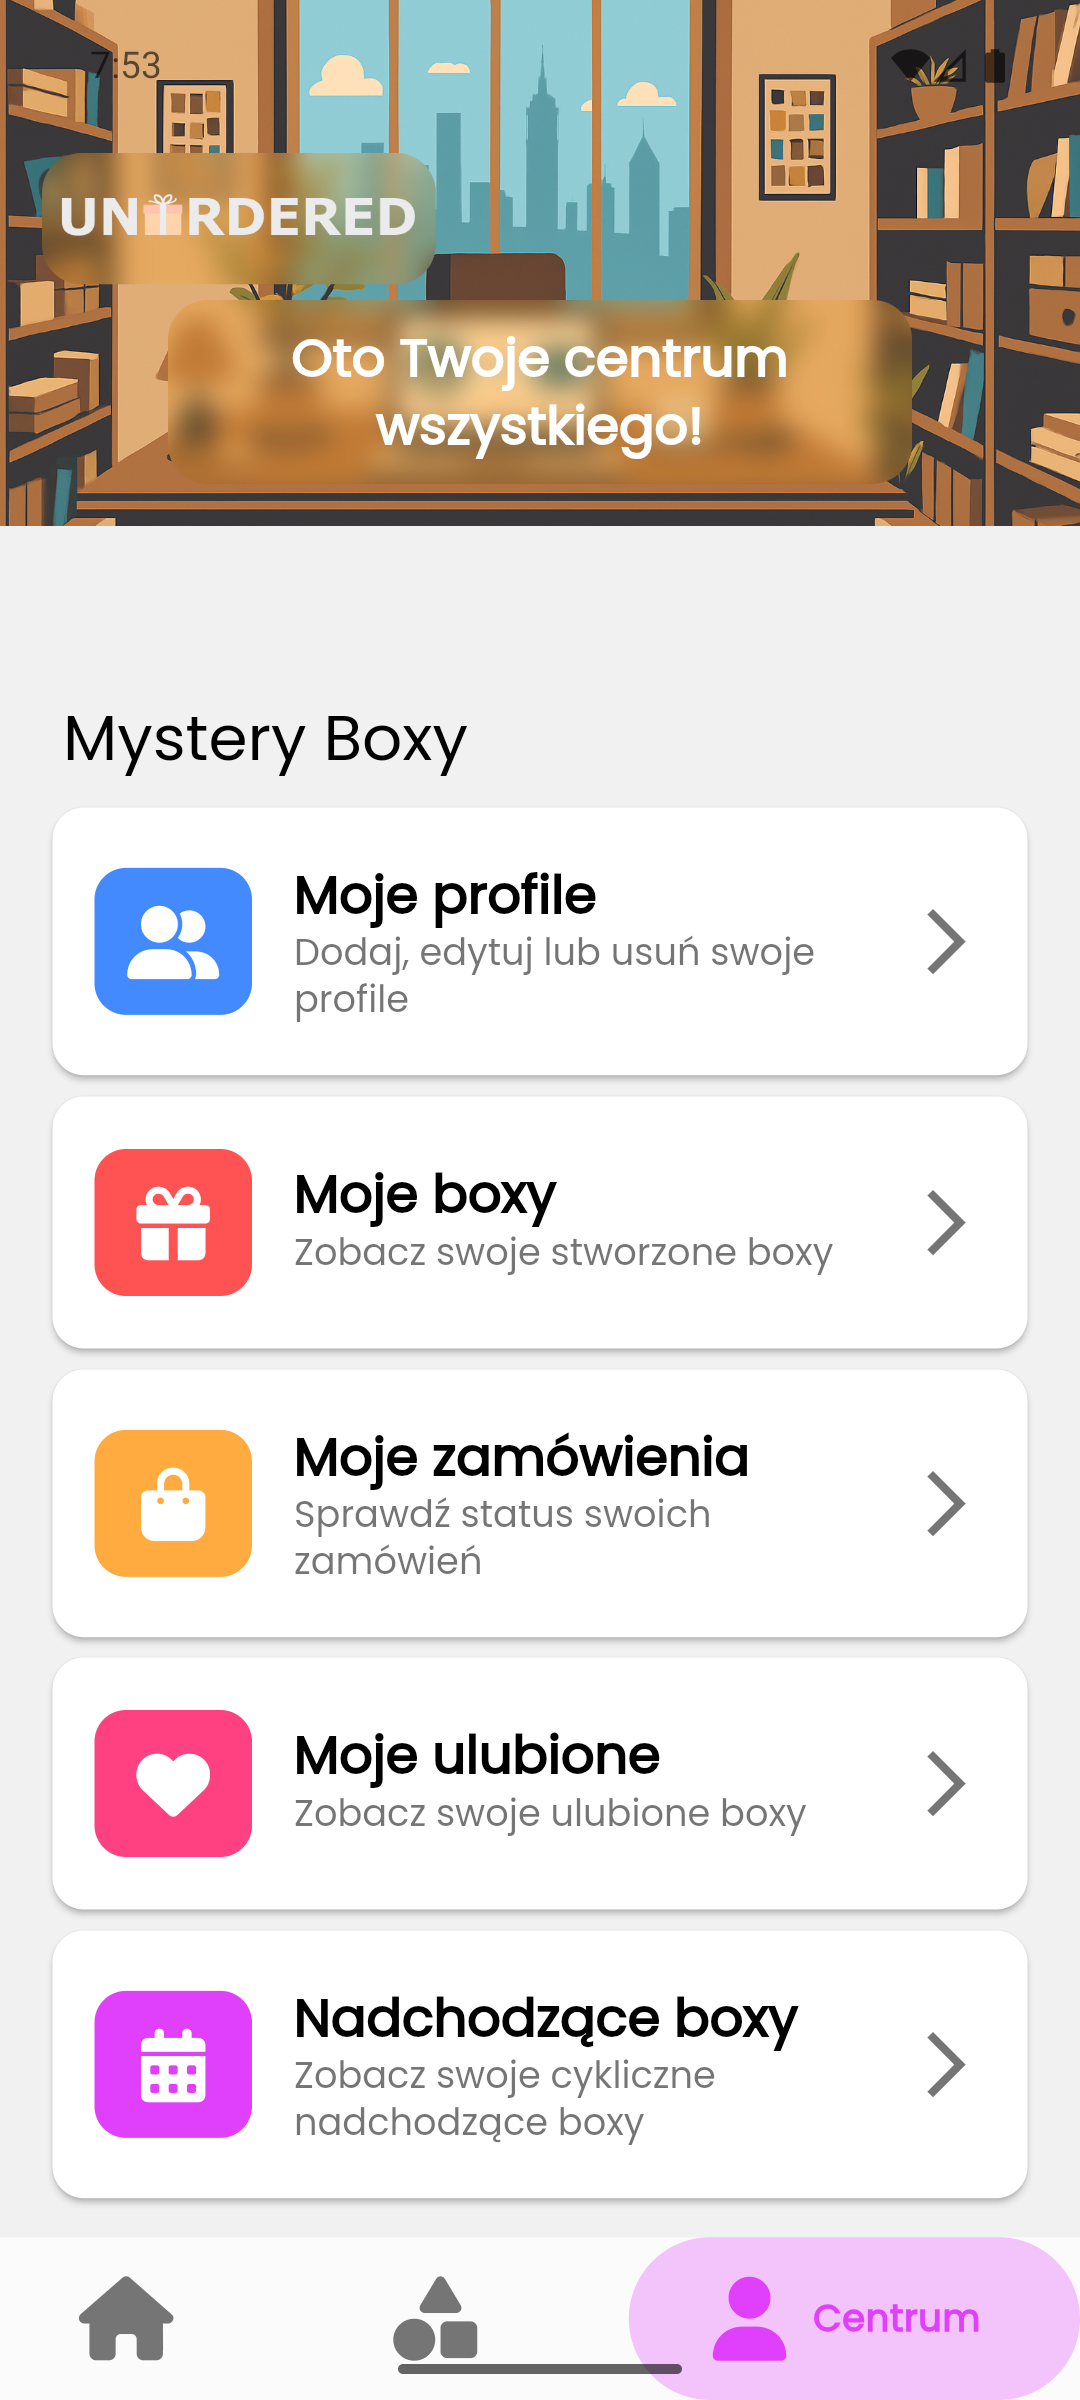 7:53
UNORDERED
Oto Twoje centrum
wszystkiego!
Mystery Boxy
Moje profile
Dodaj, edytuj lub usuń swoje
profile
Moje boxy
Zobacz swoje stworzone boxy
Moje zamówienia
Sprawdź status swoich
zamówień
Moje ulubione
Zobacz swoje ulubione boxy
Nadchodzące boxy
Zobacz swoje cykliczne
nadchodzące boxy
Centrum